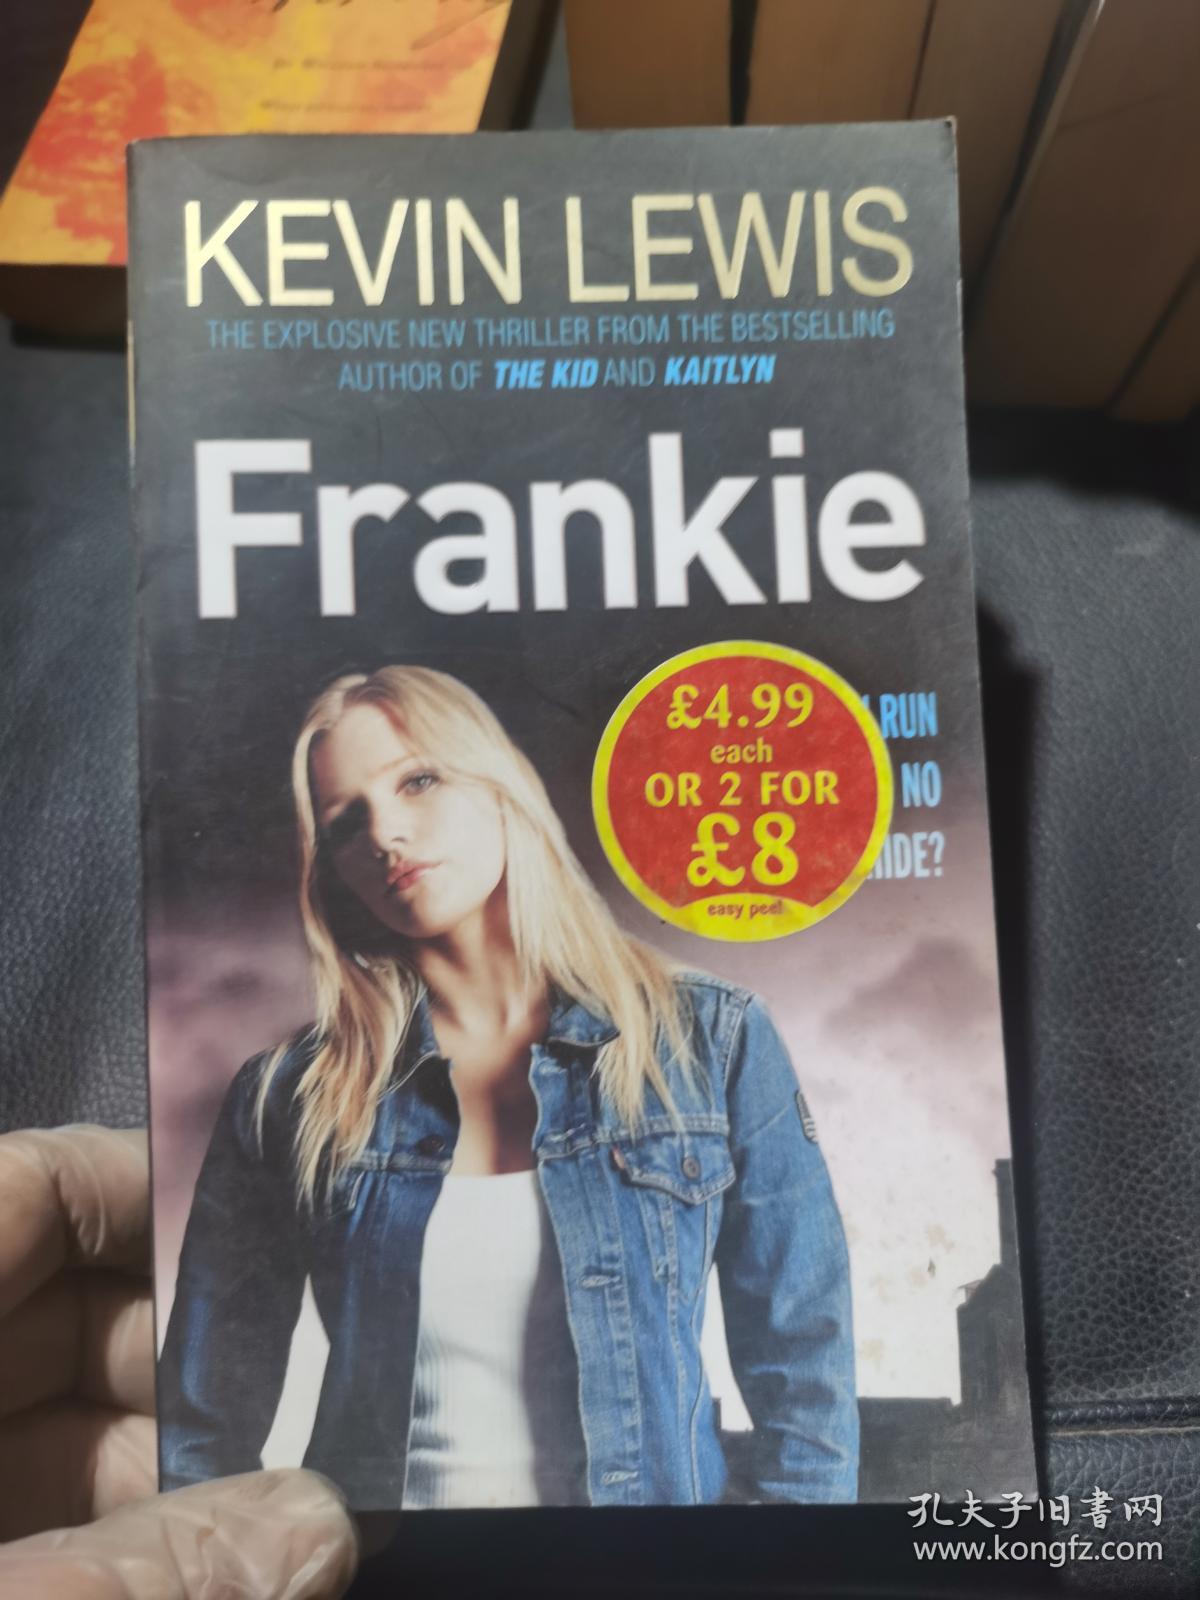 KEVIN LEWIS
THE EXPLOSIVE NEW THRILLER FROM THE BESTSELLING
AUTHOR OF THE KID AND KAITLYN
Frankie
RUN
NO
HIDE?
£4.99
each
OR 2 FOR
£8
easy peel
孔夫子旧书网
www.kongfz.com